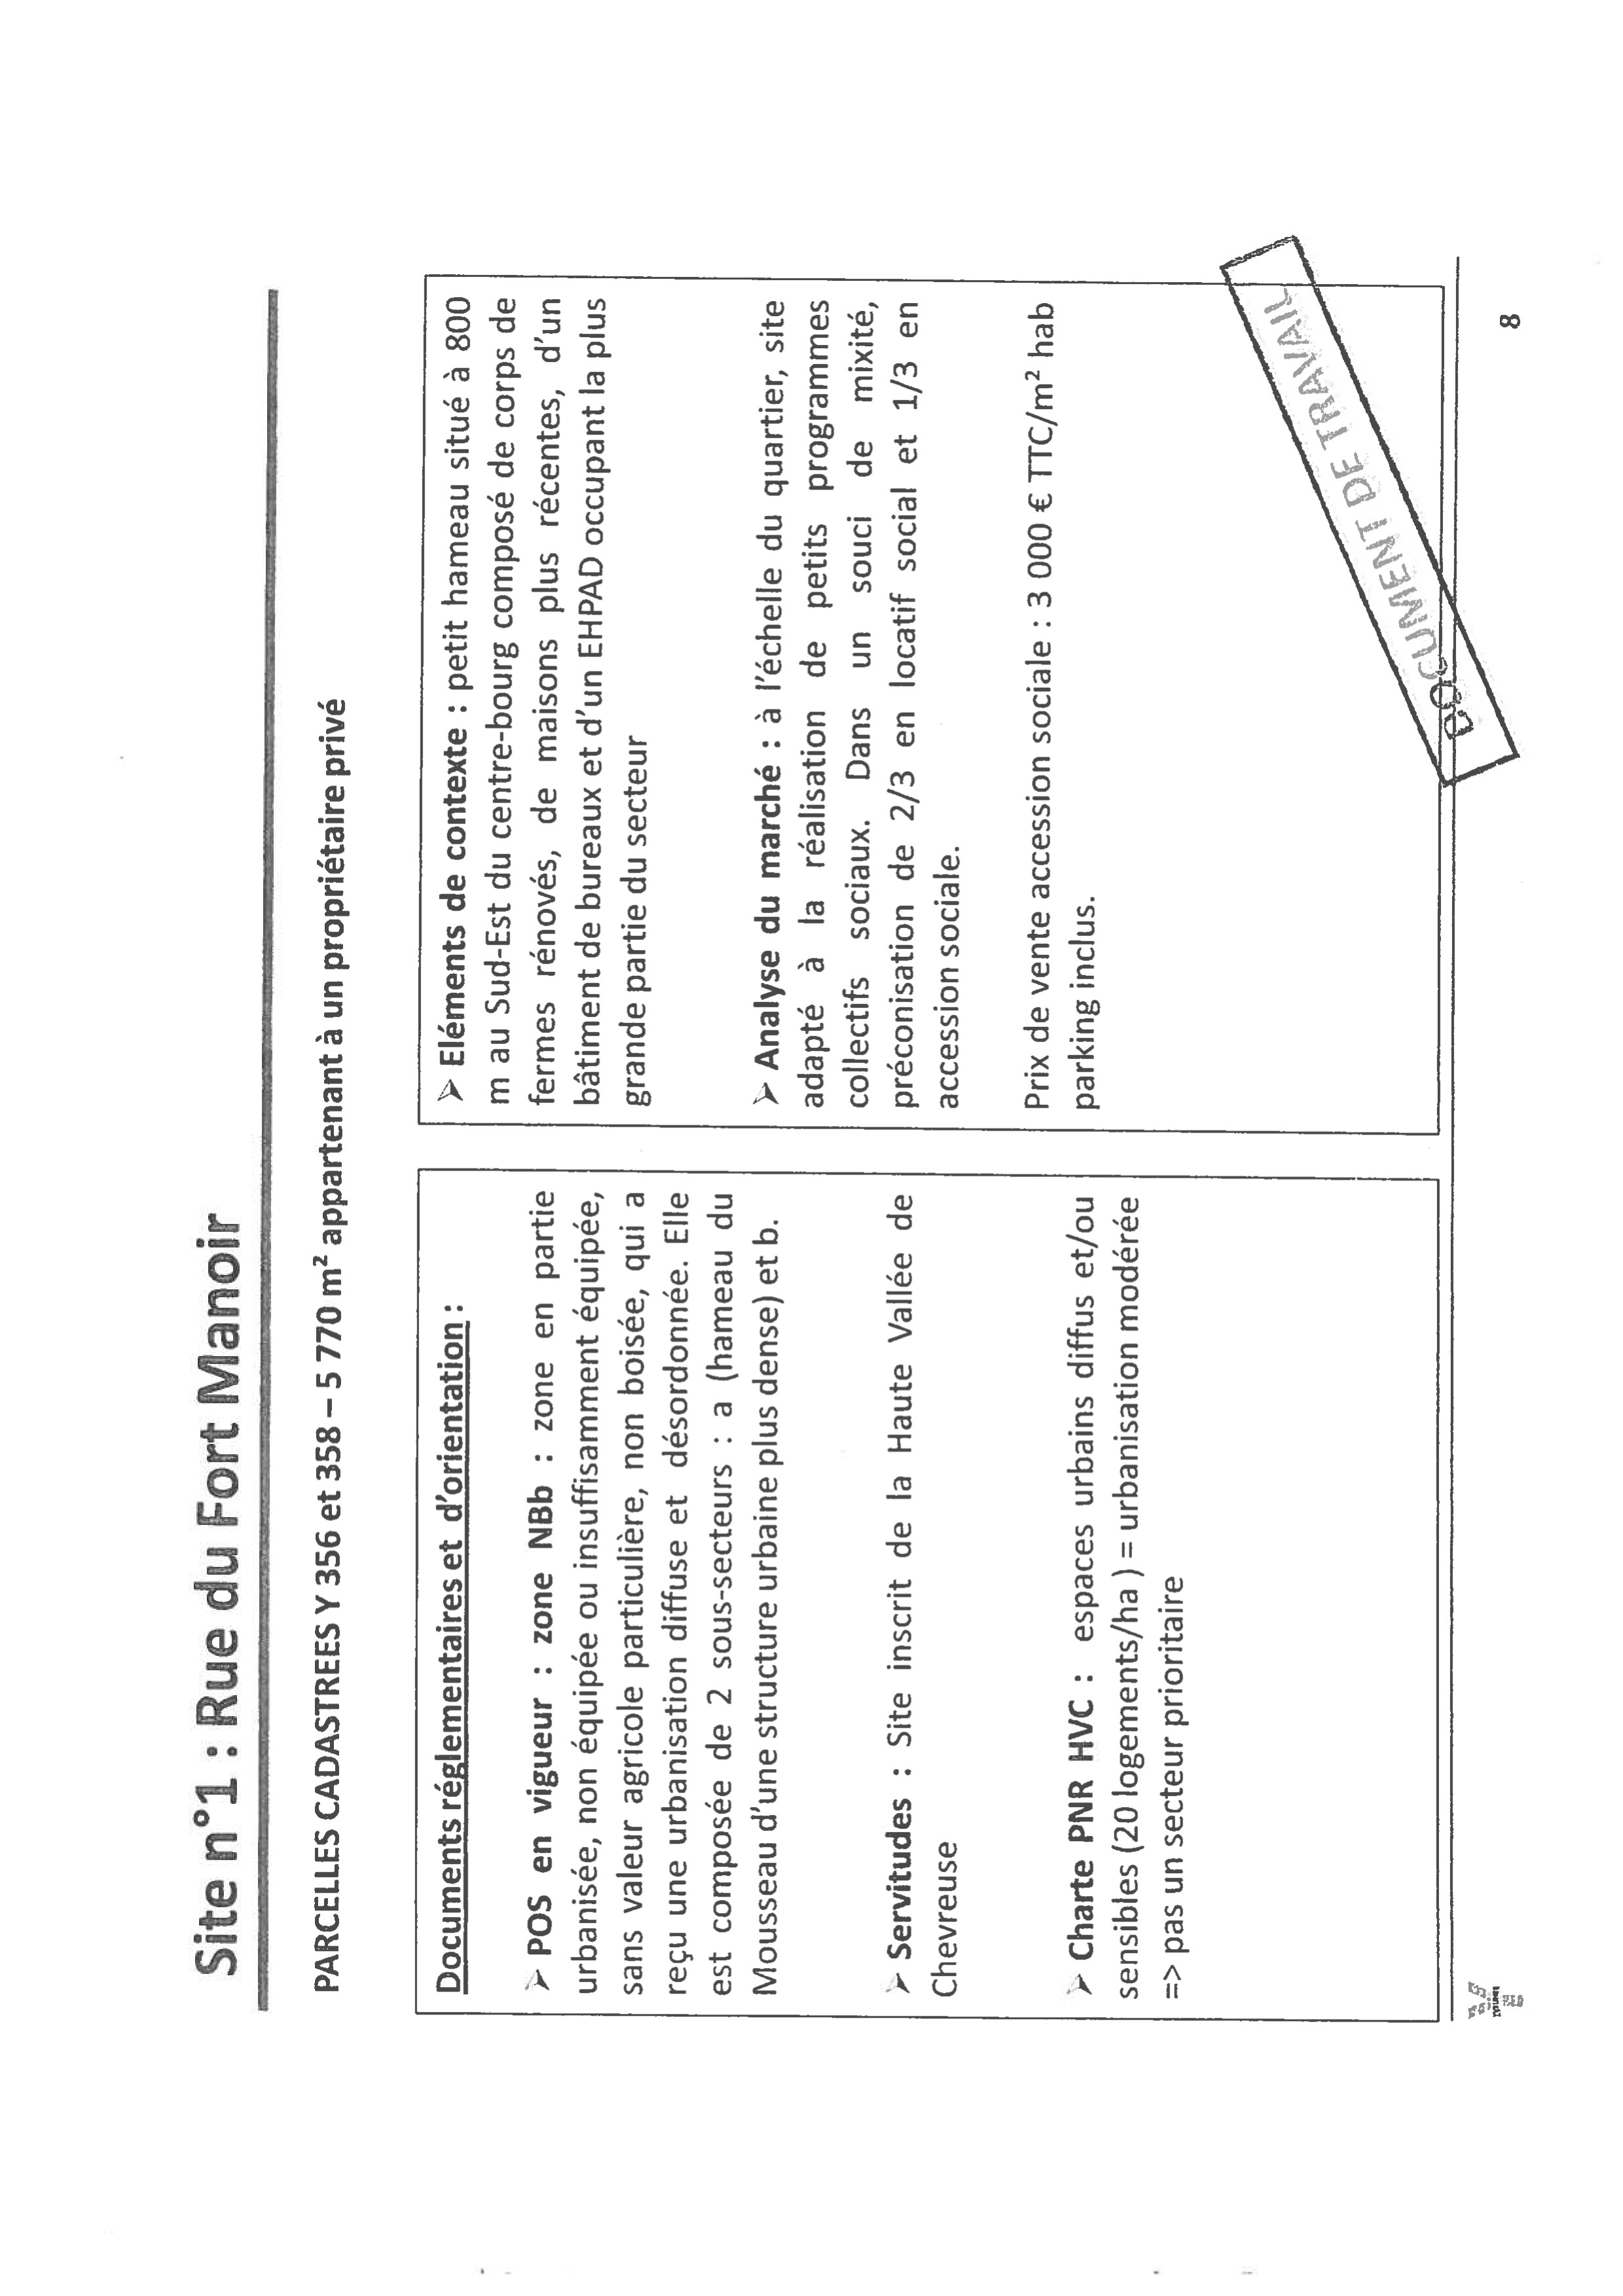 Site n°1 : Rue du Fort Manoir
PARCELLES CADASTREES Y 356 et 358 – 5 770 m² appartenant à un propriétaire privé
Documents réglementaires et d'orientation :
➢ POS en vigueur : zone NBb : zone en partie
urbanisée, non équipée ou insuffisamment équipée,
sans valeur agricole particulière, non boisée, qui a
reçu une urbanisation diffuse et désordonnée. Elle
est composée de 2 sous-secteurs : a (hameau du
Mousseau d'une structure urbaine plus dense) et b.
➢ Servitudes : Site inscrit de la Haute Vallée de
Chevreuse
➢ Charte PNR HVC : espaces urbains diffus et/ou
sensibles (20 logements/ha ) = urbanisation modérée
=> pas un secteur prioritaire
➢ Eléments de contexte : petit hameau situé à 800
m au Sud-Est du centre-bourg composé de corps de
fermes rénovés, de maisons plus récentes, d'un
bâtiment de bureaux et d'un EHPAD occupant la plus
grande partie du secteur
➢ Analyse du marché : à l'échelle du quartier, site
adapté à la réalisation de petits programmes
collectifs sociaux. Dans un souci de mixité,
préconisation de 2/3 en locatif social et 1/3 en
accession sociale.
Prix de vente accession sociale : 3 000 € TTC/m² hab
parking inclus.
DOCUMENT DE TRAVAIL
8